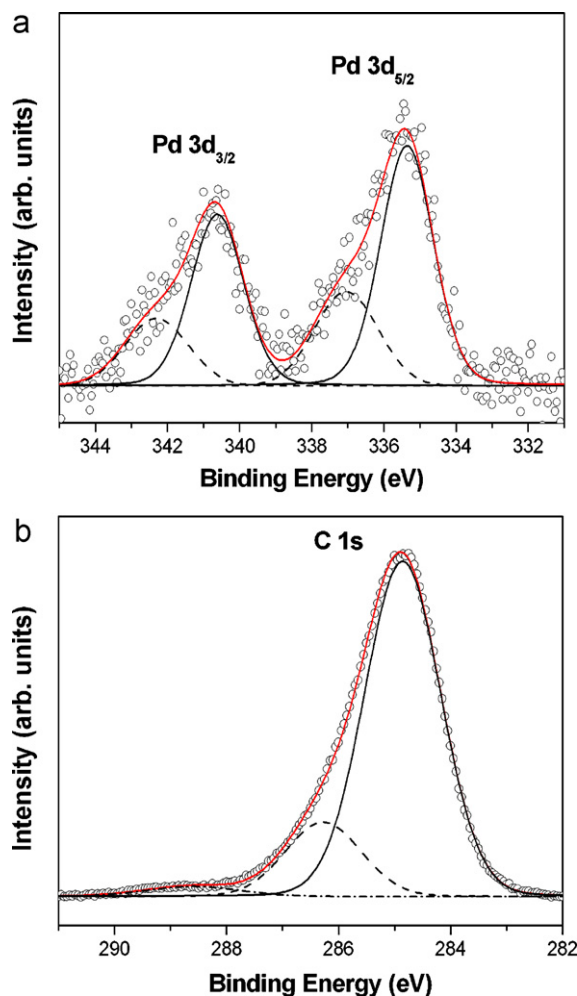 a
Pd 3d5/2
Pd 3d3/2
Intensity (arb. units)
344 342 340 338 336 334 332
Binding Energy (eV)
b
C 1s
Intensity (arb. units)
290 288 286 284 282
Binding Energy (eV)